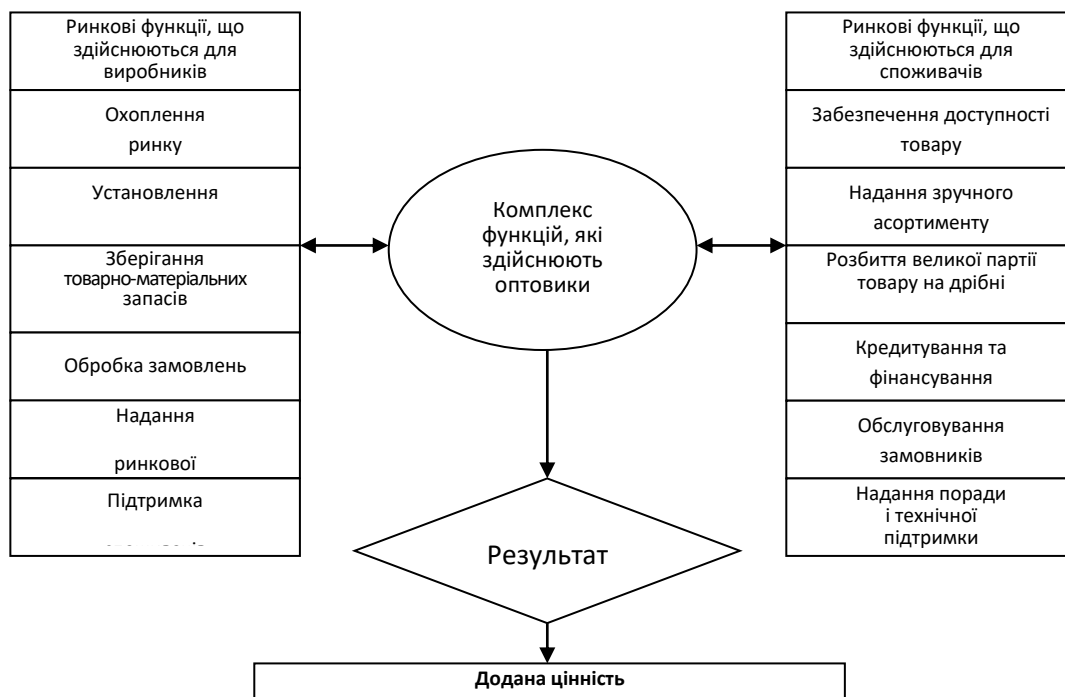 Ринкові функції, що
здійснюються для
виробників
Охоплення
ринку
Установлення
Зберігання
товарно-матеріальних
запасів
Обробка замовлень
Надання
ринкової
Підтримка
Комплекс
функцій, які
здійснюють
оптовики
Результат
Додана цінність
Ринкові функції, що
здійснюються для
споживачів
Забезпечення доступності
товару
Надання зручного
асортименту
Розбиття великої партії
товару на дрібні
Кредитування та
фінансування
Обслуговування
замовників
Надання поради
і технічної
підтримки